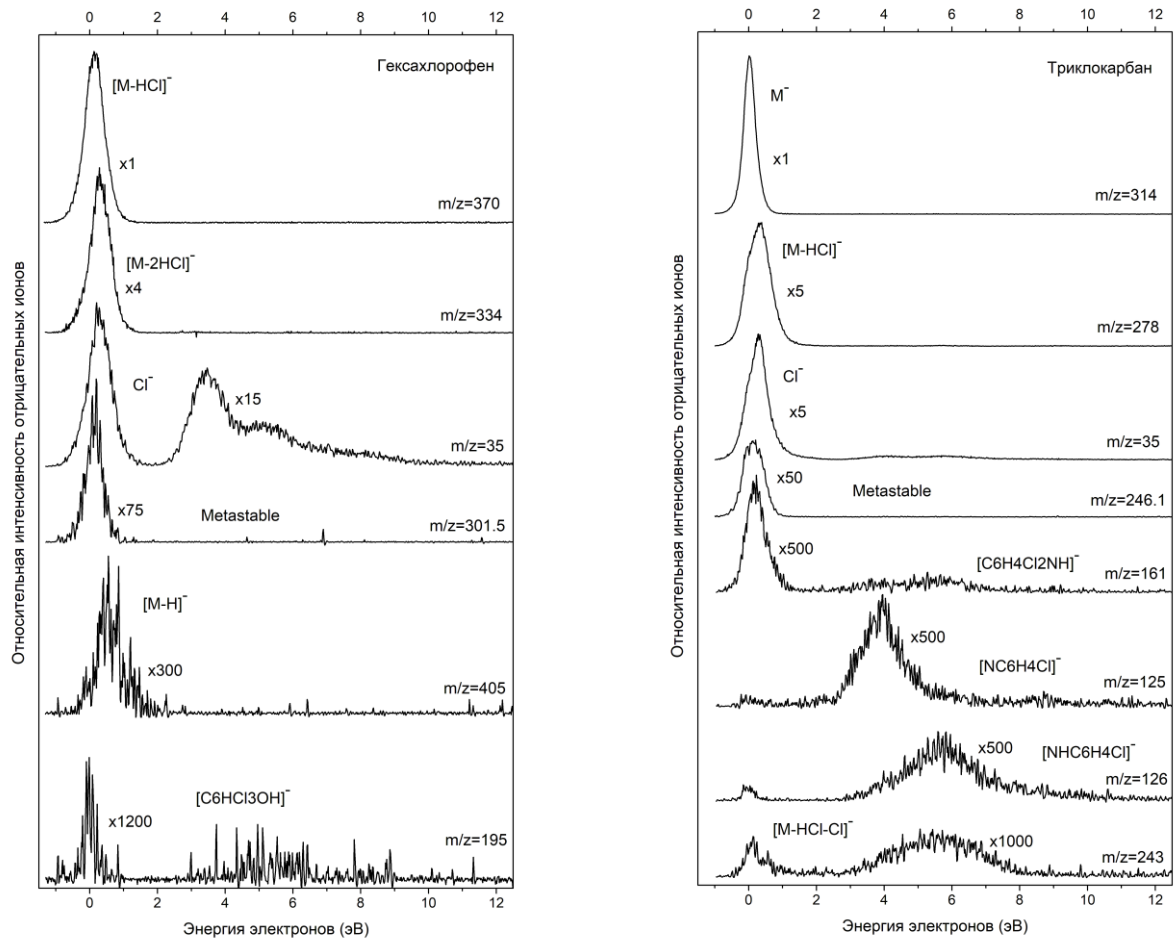 0 2 4 6 8 10 12
Гексахлорофен
[M-HCl]⁻
x1
m/z=370
[M-2HCl]⁻
x4
m/z=334
Cl⁻
x15
m/z=35
x75
Metastable
m/z=301.5
[M-H]⁻
x300
m/z=405
[C6HCl3OH]⁻
x1200
m/z=195
0 2 4 6 8 10 12
Энергия электронов (эВ)
Относительная интенсивность отрицательных ионов
0 2 4 6 8 10 12
Триклокарбан
M⁻
x1
m/z=314
[M-HCl]⁻
x5
m/z=278
Cl⁻
x5
m/z=35
x50
Metastable
m/z=246.1
x500
[C6H4Cl2NH]⁻
m/z=161
x500
[NC6H4Cl]⁻
m/z=125
x500
[NHC6H4Cl]⁻
m/z=126
[M-HCl-Cl]⁻
x1000
m/z=243
0 2 4 6 8 10 12
Энергия электронов (эВ)
Относительная интенсивность отрицательных ионов